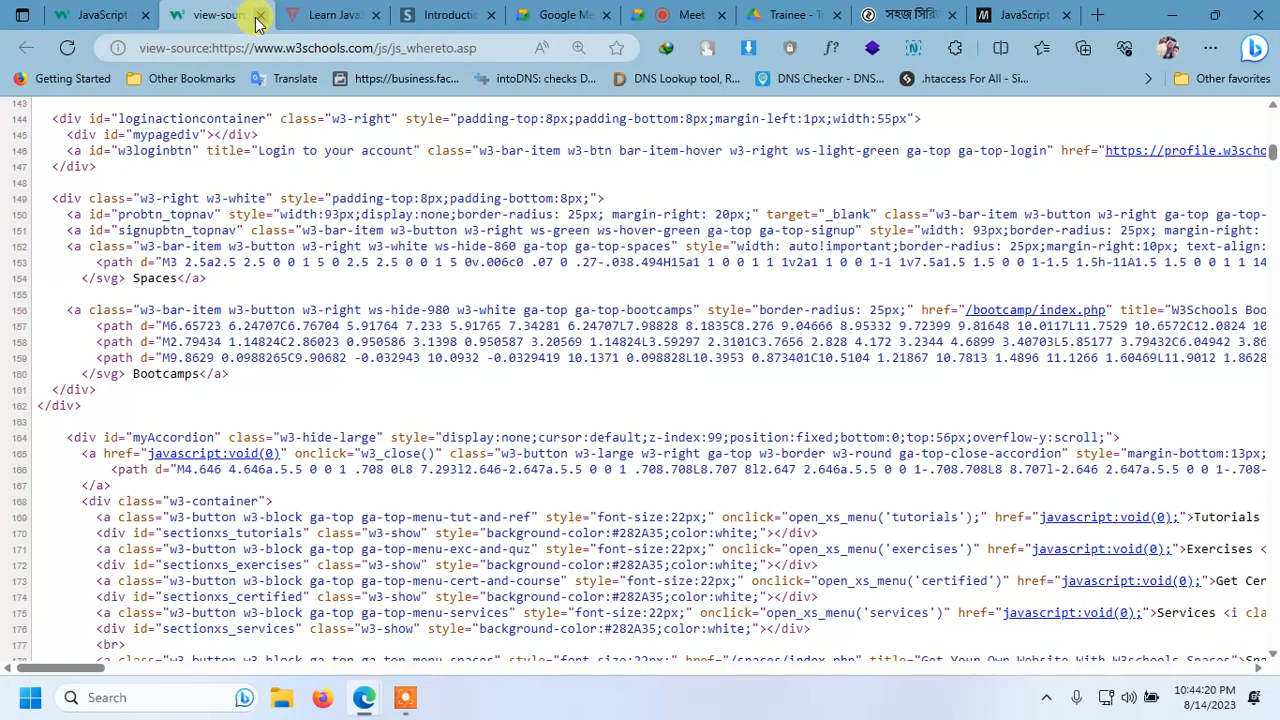 JavaScript
view-sour
Learn Java
Introductio
Google Me
Meet
Trainee - T
সহজ সিরি
JavaScript
view-source:https://www.w3schools.com/js/js_whereto.asp
Getting Started
Other Bookmarks
Translate
https://business.fac...
intoDNS: checks D...
DNS Lookup tool, R...
DNS Checker - DNS...
.htaccess For All - Si...
Other favorites
143
144 <div id="loginactioncontainer" class="w3-right" style="padding-top:8px;padding-bottom:8px;margin-left:1px;width:55px">
145 <div id="mypagediv"></div>
146 <a id="w3loginbtn" title="Login to your account" class="w3-bar-item w3-btn bar-item-hover w3-right ws-light-green ga-top ga-top-login" href="https://profile.w3scho
147 </div>
148
149 <div class="w3-right w3-white" style="padding-top:8px;padding-bottom:8px;">
150 <a id="probtn_topnav" style="width:93px;display:none;border-radius: 25px; margin-right: 20px;" target="_blank" class="w3-bar-item w3-button w3-right ga-top ga-top-
151 <a id="signupbtn_topnav" class="w3-bar-item w3-button w3-right ws-green ws-hover-green ga-top ga-top-signup" style="width: 93px;border-radius: 25px; margin-right:
152 <a class="w3-bar-item w3-button w3-right w3-white ws-hide-860 ga-top ga-top-spaces" style="width: auto!important;border-radius: 25px;margin-right:10px; text-align:
153 <path d="M3 2.5a2.5 2.5 0 0 1 5 0 2.5 2.5 0 0 1 5 0v.006c0 .07 0 .27-.038.494H15a1 1 0 0 1 1 1v2a1 1 0 0 1-1 1v7.5a1.5 1.5 0 0 1-1.5 1.5h-11A1.5 1.5 0 0 1 1 14
154 </svg> Spaces</a>
155
156 <a class="w3-bar-item w3-button w3-right ws-hide-980 w3-white ga-top ga-top-bootcamps" style="border-radius: 25px;" href="/bootcamp/index.php" title="W3Schools Boo
157 <path d="M6.65723 6.24707C6.76704 5.91764 7.233 5.91765 7.34281 6.24707L7.98828 8.1835C8.276 9.04666 8.95332 9.72399 9.81648 10.0117L11.7529 10.6572C12.0824 10
158 <path d="M2.79434 1.14824C2.86023 0.950586 3.1398 0.950587 3.20569 1.14824L3.59297 2.3101C3.7656 2.828 4.172 3.2344 4.6899 3.40703L5.85177 3.79432C6.04942 3.86
159 <path d="M9.8629 0.0988265C9.90682 -0.032943 10.0932 -0.0329419 10.1371 0.098828L10.3953 0.873401C10.5104 1.21867 10.7813 1.4896 11.1266 1.60469L11.9012 1.8628
160 </svg> Bootcamps</a>
161 </div>
162 </div>
163
164 <div id="myAccordion" class="w3-hide-large" style="display:none;cursor:default;z-index:99;position:fixed;bottom:0;top:56px;overflow-y:scroll;">
165 <a href="javascript:void(0)" onclick="w3_close()" class="w3-button w3-large w3-right ga-top w3-border w3-round ga-top-close-accordion" style="margin-bottom:13px;
166 <path d="M4.646 4.646a.5.5 0 0 1 .708 0L8 7.293l2.646-2.647a.5.5 0 0 1 .708.708L8.707 8l2.647 2.646a.5.5 0 0 1-.708.708L8 8.707l-2.646 2.647a.5.5 0 0 1-.708-
167 </a>
168 <div class="w3-container">
169 <a class="w3-button w3-block ga-top ga-top-menu-tut-and-ref" style="font-size:22px;" onclick="open_xs_menu('tutorials');" href="javascript:void(0);">Tutorials
170 <div id="sectionxs_tutorials" class="w3-show" style="background-color:#282A35;color:white;"></div>
171 <a class="w3-button w3-block ga-top ga-top-menu-exc-and-quz" style="font-size:22px;" onclick="open_xs_menu('exercises')" href="javascript:void(0);">Exercises <
172 <div id="sectionxs_exercises" class="w3-show" style="background-color:#282A35;color:white;"></div>
173 <a class="w3-button w3-block ga-top ga-top-menu-cert-and-course" style="font-size:22px;" onclick="open_xs_menu('certified')" href="javascript:void(0);">Get Cer
174 <div id="sectionxs_certified" class="w3-show" style="background-color:#282A35;color:white;"></div>
175 <a class="w3-button w3-block ga-top ga-top-menu-services" style="font-size:22px;" onclick="open_xs_menu('services')" href="javascript:void(0);">Services <i cla
176 <div id="sectionxs_services" class="w3-show" style="background-color:#282A35;color:white;"></div>
177 <br>
178 <a class="w3-button w3-block ga-top ga-top-menu-spaces" style="font-size:22px;" href="/spaces/index.php" title="Get Your Own Website With W3schools Spaces">Spa
Search
10:44:20 PM
8/14/2023